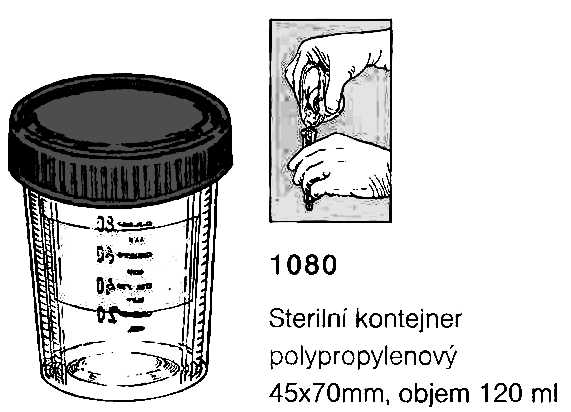 1080
Sterilní kontejner
polypropylenový
45x70mm, objem 120 ml